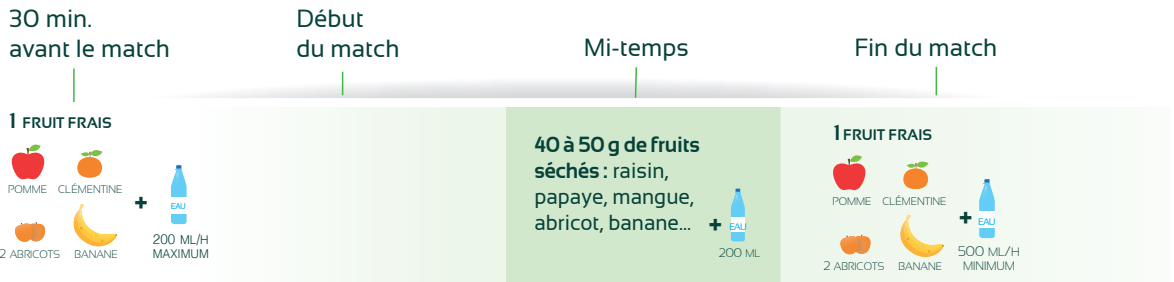 30 min.
avant le match
Début
du match
Mi-temps
Fin du match
1 FRUIT FRAIS
POMME
CLÉMENTINE
2 ABRICOTS
BANANE
+
EAU
200 ML/H
MAXIMUM
40 à 50 g de fruits
séchés : raisin,
papaye, mangue,
abricot, banane...
+
EAU
200 ML
1 FRUIT FRAIS
POMME
CLÉMENTINE
2 ABRICOTS
BANANE
+
EAU
500 ML/H
MINIMUM